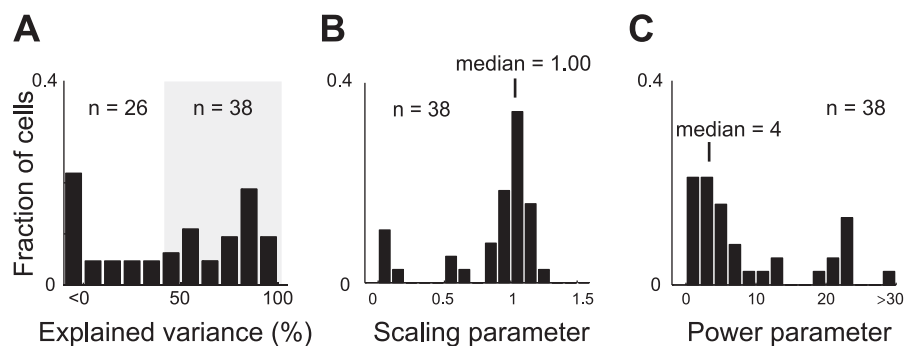 A
B
C
median = 1.00
0.4
n = 26
n = 38
0.4
n = 38
0.4
n = 38
median = 4
Fraction of cells
0
0
0
<0
50
100
0
0.5
1
1.5
0
10
20
>30
Explained variance (%)
Scaling parameter
Power parameter